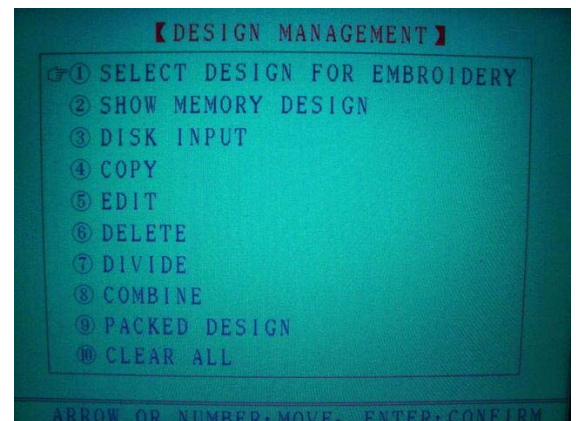 【DESIGN MANAGEMENT】
☞① SELECT DESIGN FOR EMBROIDERY
② SHOW MEMORY DESIGN
③ DISK INPUT
④ COPY
⑤ EDIT
⑥ DELETE
⑦ DIVIDE
⑧ COMBINE
⑨ PACKED DESIGN
⑩ CLEAR ALL
ARROW OR NUMBER:MOVE. ENTER:CONFIRM